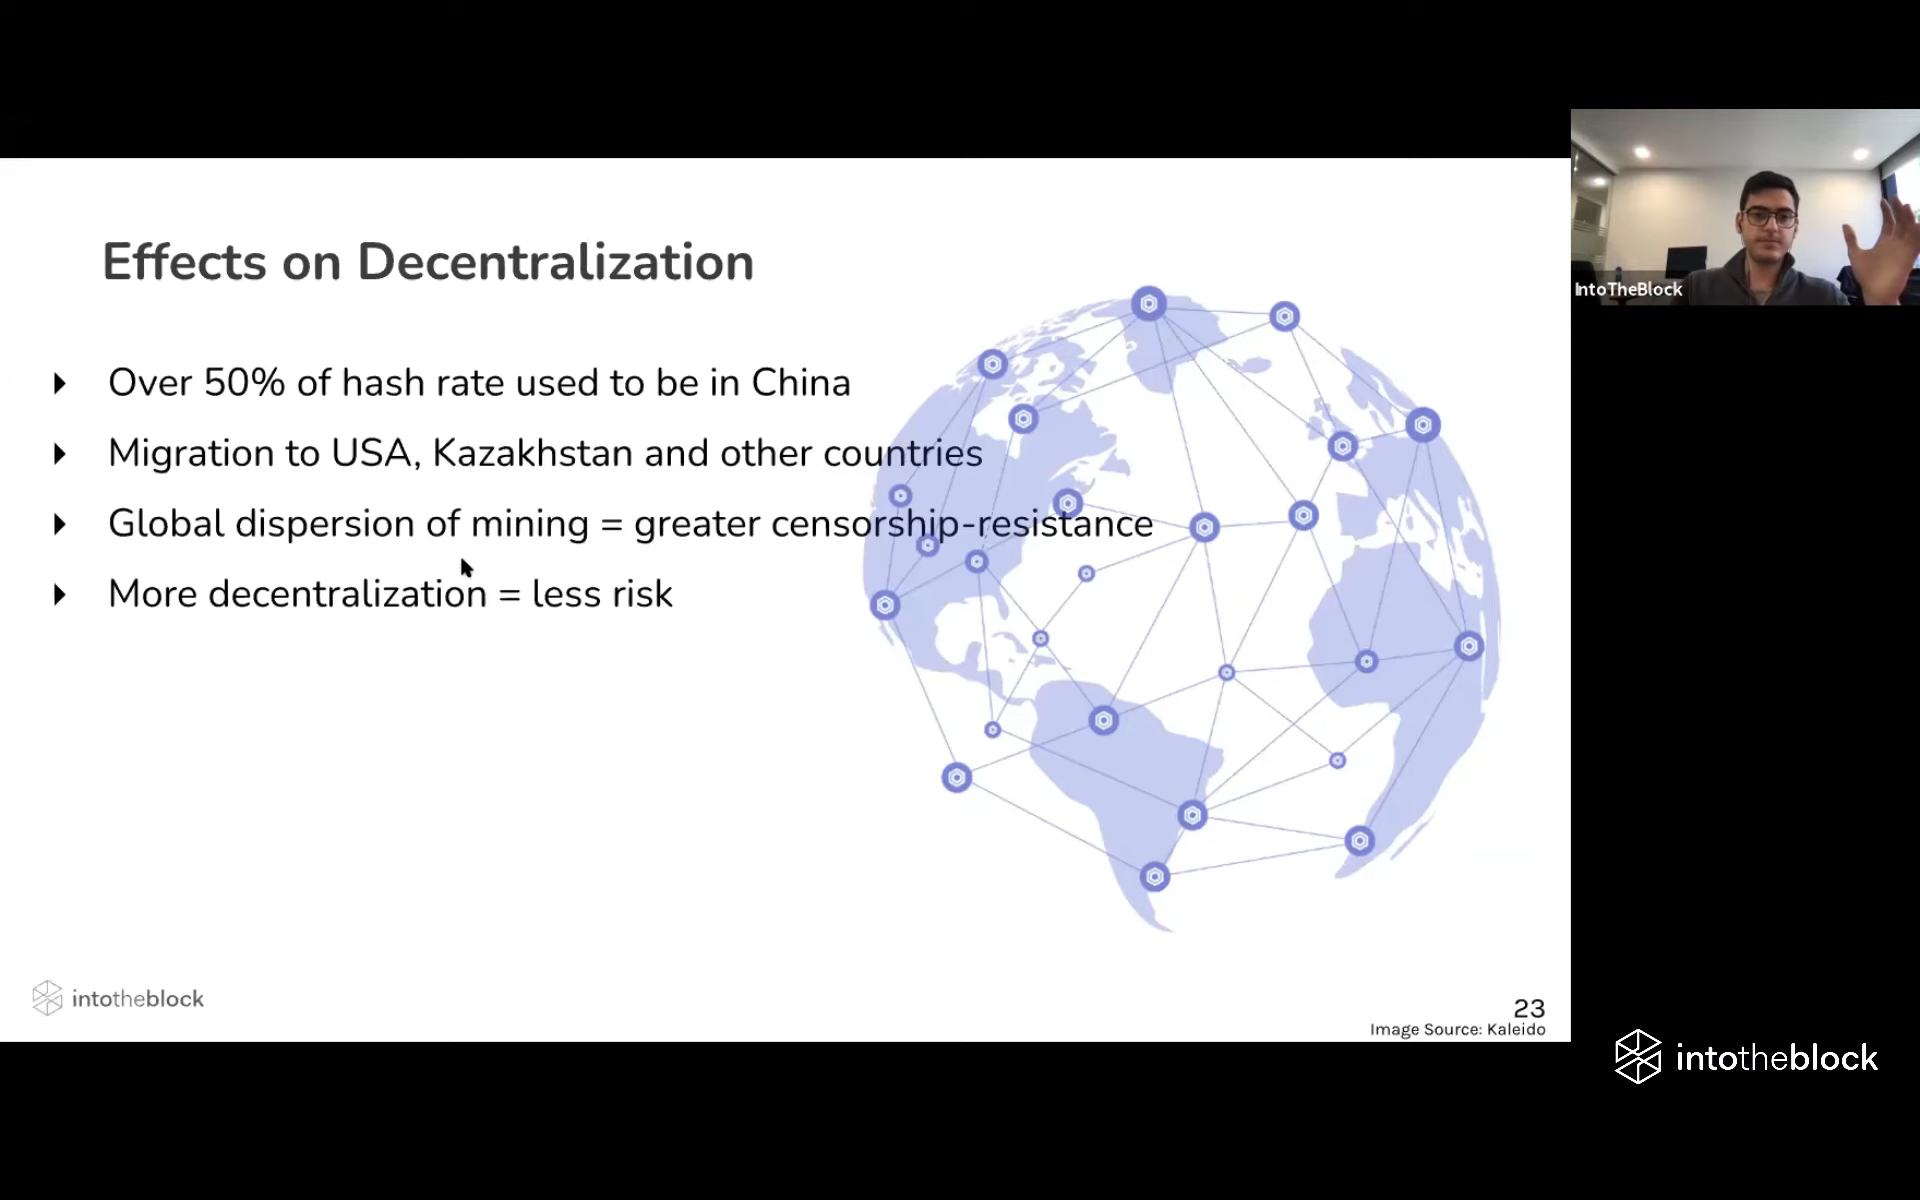 Effects on Decentralization
Over 50% of hash rate used to be in China
Migration to USA, Kazakhstan and other countries
Global dispersion of mining = greater censorship-resistance
More decentralization = less risk
intotheblock
23
Image Source: Kaleido
IntoTheBlock
intotheblock